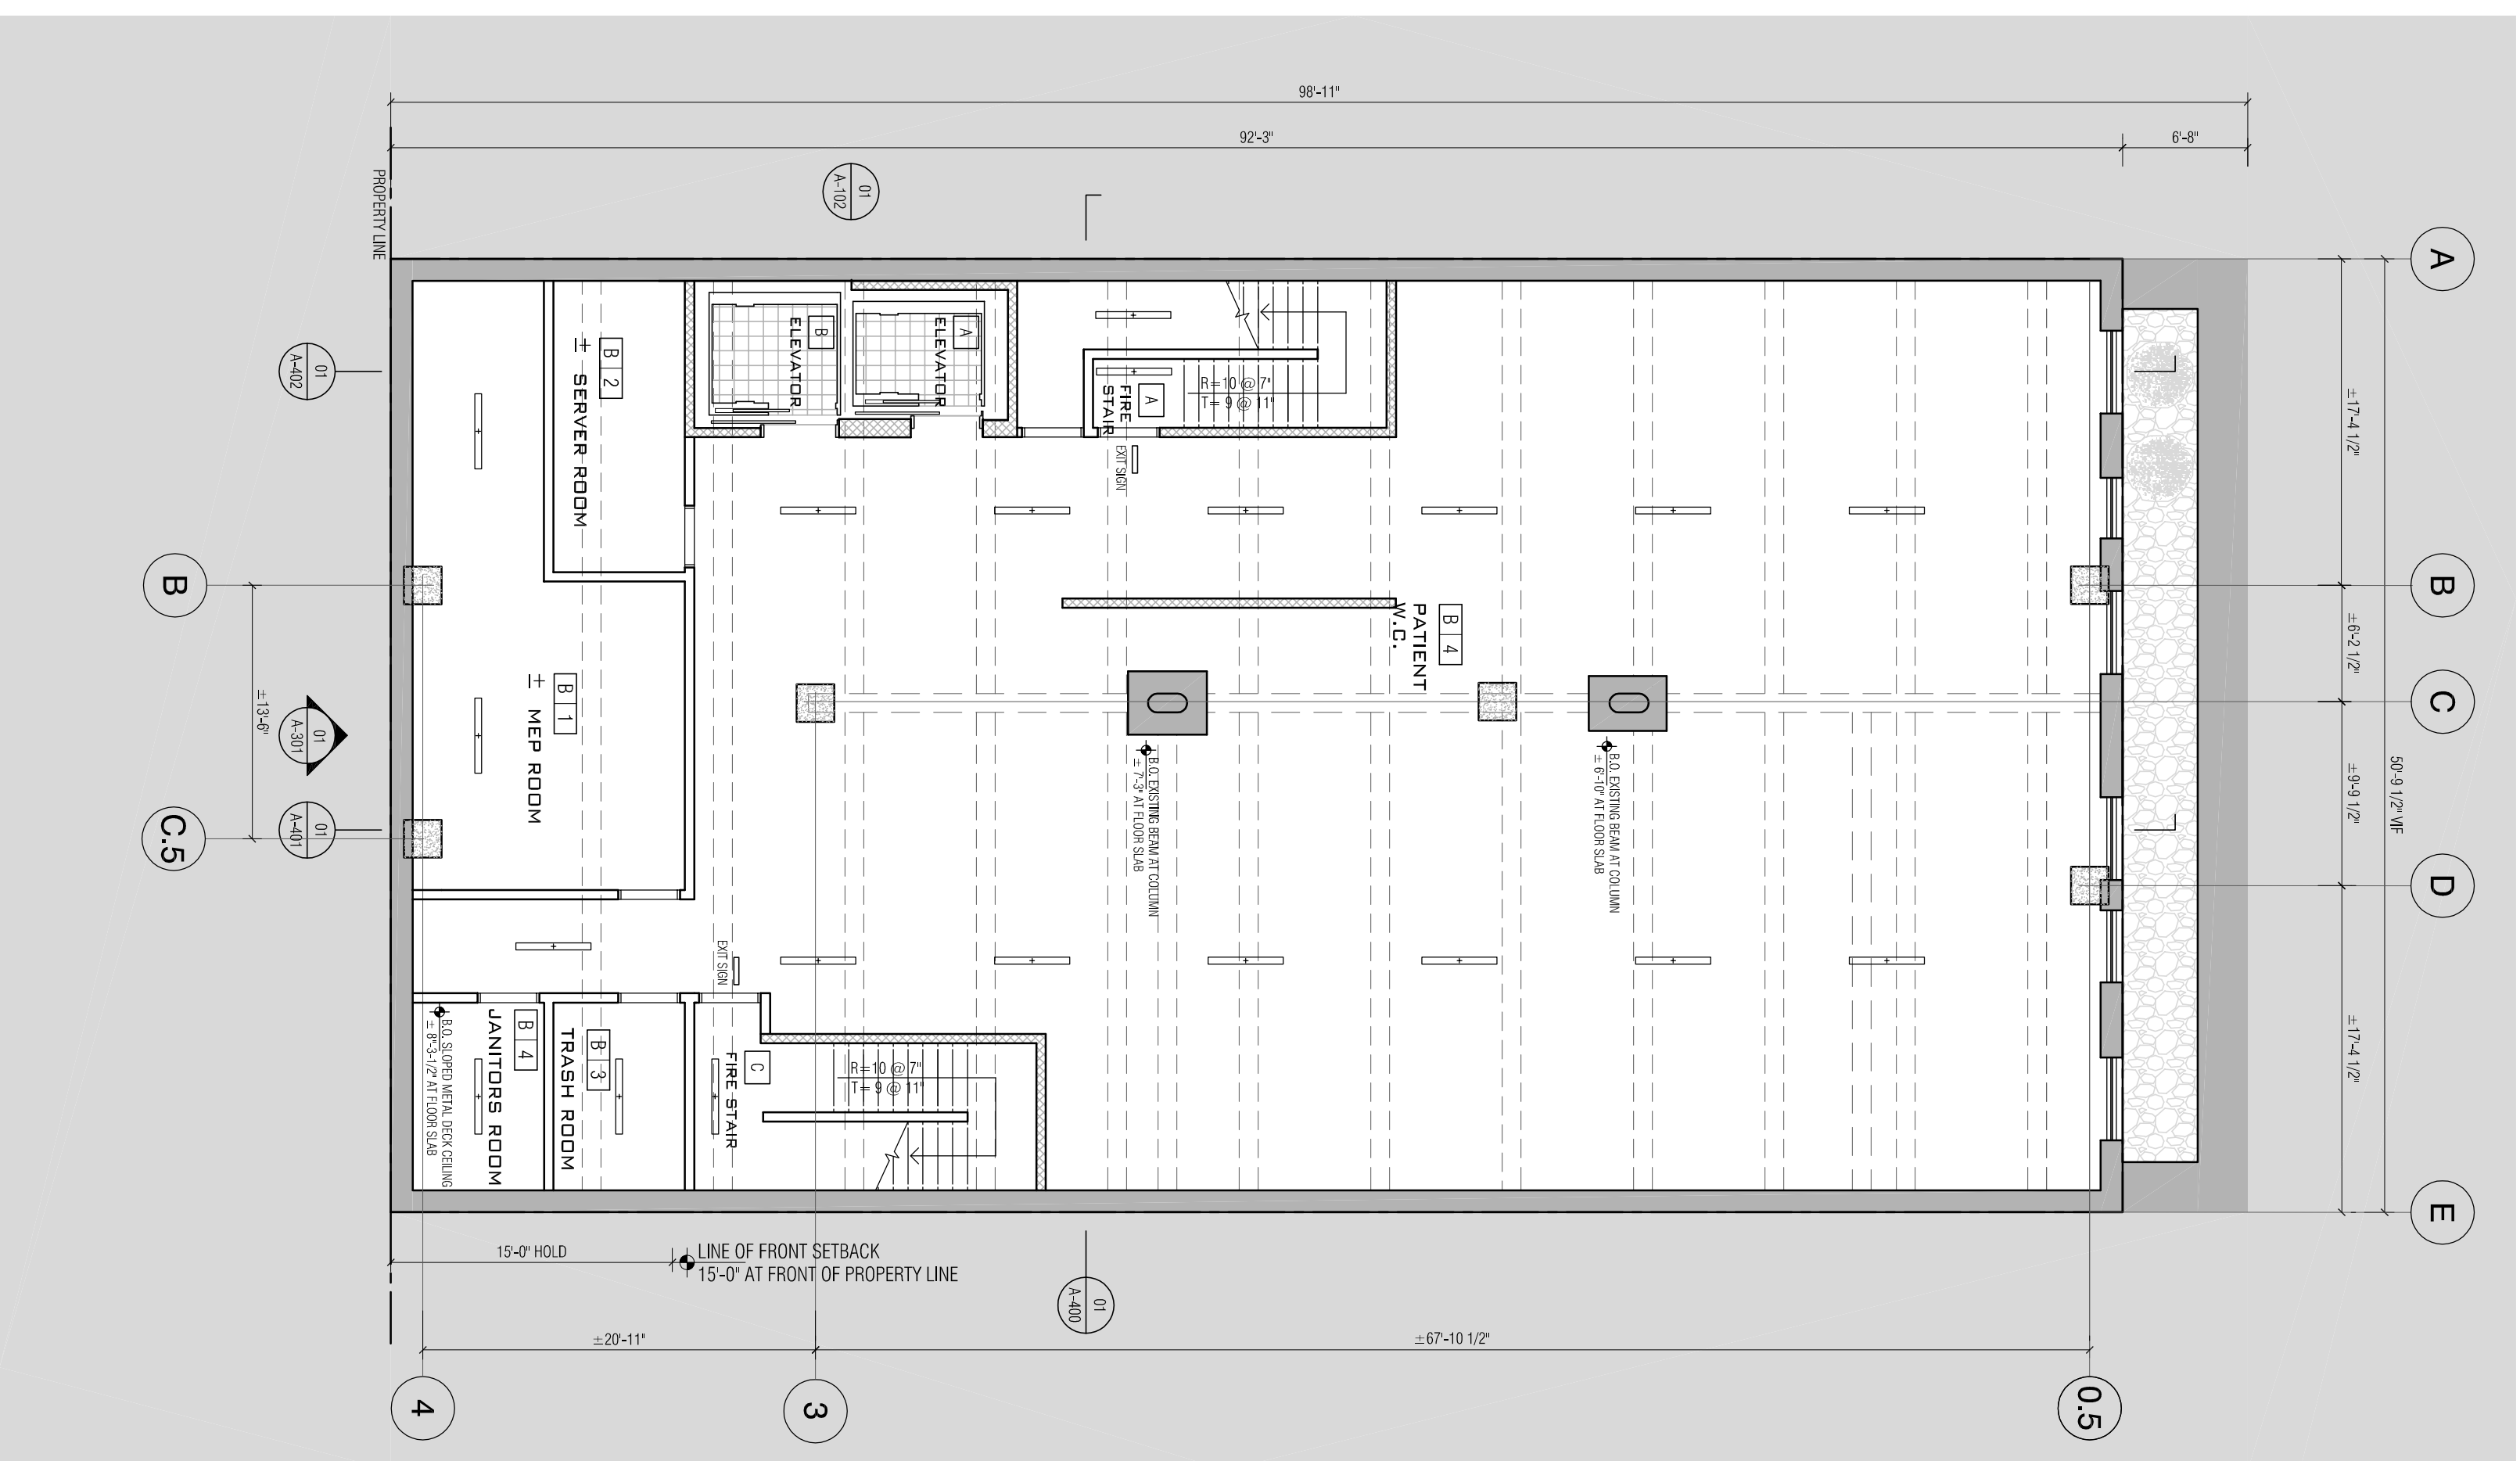 98'-11"
92'-3"
6'-8"
PROPERTY LINE
01
A-102
A
B
C
D
E
±17'-4 1/2"
±6'-2 1/2"
±9'-9 1/2"
±17'-4 1/2"
50'-9 1/2" VIF
01
A-402
B
±13'-6"
01
A-301
01
A-401
C.5
B 2
SERVER ROOM
B
ELEVATOR
A
ELEVATOR
A
FIRE
STAIR
R=10 @ 7"
T= 9 @ 11"
EXIT SIGN
B 1
MEP ROOM
B 4
PATIENT
W.C.
B.O. EXISTING BEAM AT COLUMN
± 7'-3" AT FLOOR SLAB
B.O. EXISTING BEAM AT COLUMN
± 6'-10" AT FLOOR SLAB
EXIT SIGN
B 4
JANITORS ROOM
B.O. SLOPED METAL DECK CEILING
± 8"-3-1/2" AT FLOOR SLAB
B 3
TRASH ROOM
C
FIRE STAIR
R=10 @ 7"
T= 9 @ 11"
15'-0" HOLD
LINE OF FRONT SETBACK
15'-0" AT FRONT OF PROPERTY LINE
01
A-400
±20'-11"
±67'-10 1/2"
4
3
0.5